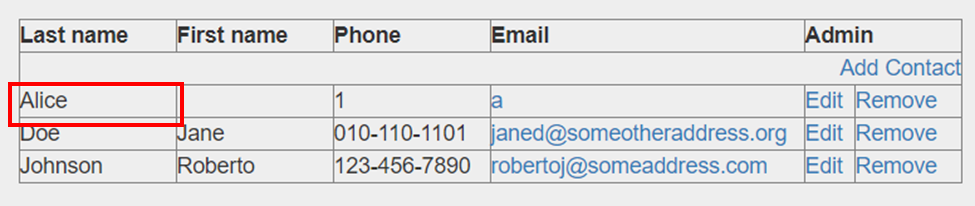 Last name First name Phone Email Admin
Add Contact
Alice 1 a Edit Remove
Doe Jane 010-110-1101 janed@someotheraddress.org Edit Remove
Johnson Roberto 123-456-7890 robertoj@someaddress.com Edit Remove